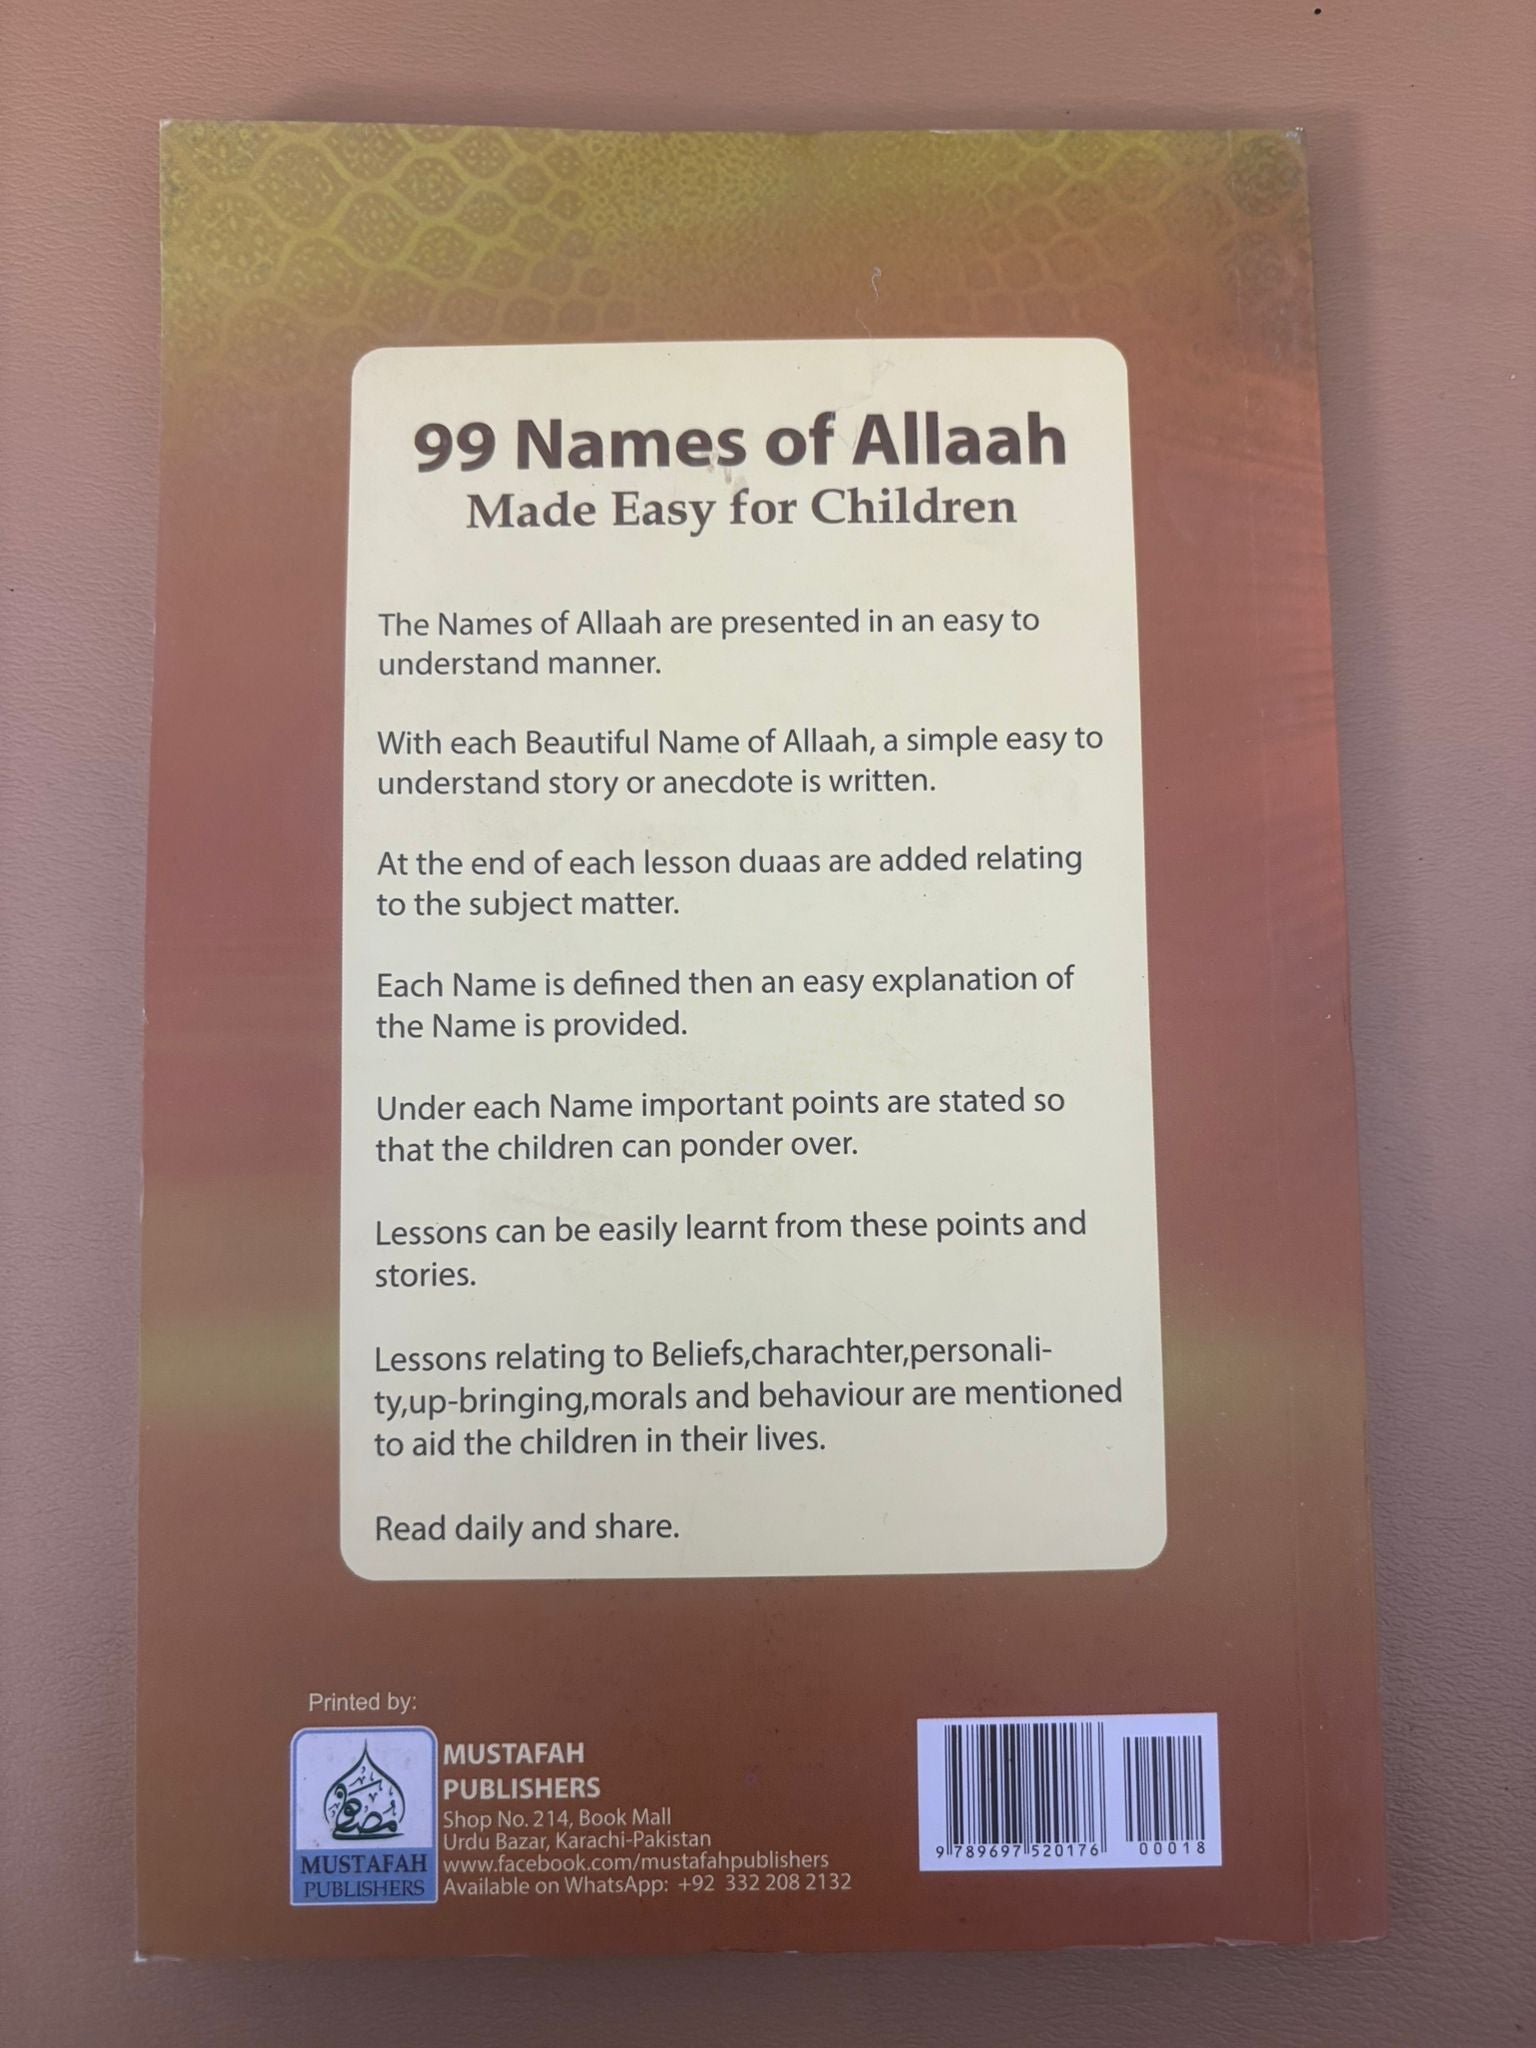 99 Names of Allaah
Made Easy for Children
The Names of Allaah are presented in an easy to
understand manner.
With each Beautiful Name of Allaah, a simple easy to
understand story or anecdote is written.
At the end of each lesson duaas are added relating
to the subject matter.
Each Name is defined then an easy explanation of
the Name is provided.
Under each Name important points are stated so
that the children can ponder over.
Lessons can be easily learnt from these points and
stories.
Lessons relating to Beliefs,charachter,personali-
ty,up-bringing,morals and behaviour are mentioned
to aid the children in their lives.
Read daily and share.
Printed by:
مصطفى
MUSTAFAH
PUBLISHERS
MUSTAFAH
PUBLISHERS
Shop No. 214, Book Mall
Urdu Bazar, Karachi-Pakistan
www.facebook.com/mustafahpublishers
Available on WhatsApp: +92 332 208 2132
9 789697 520176
00018